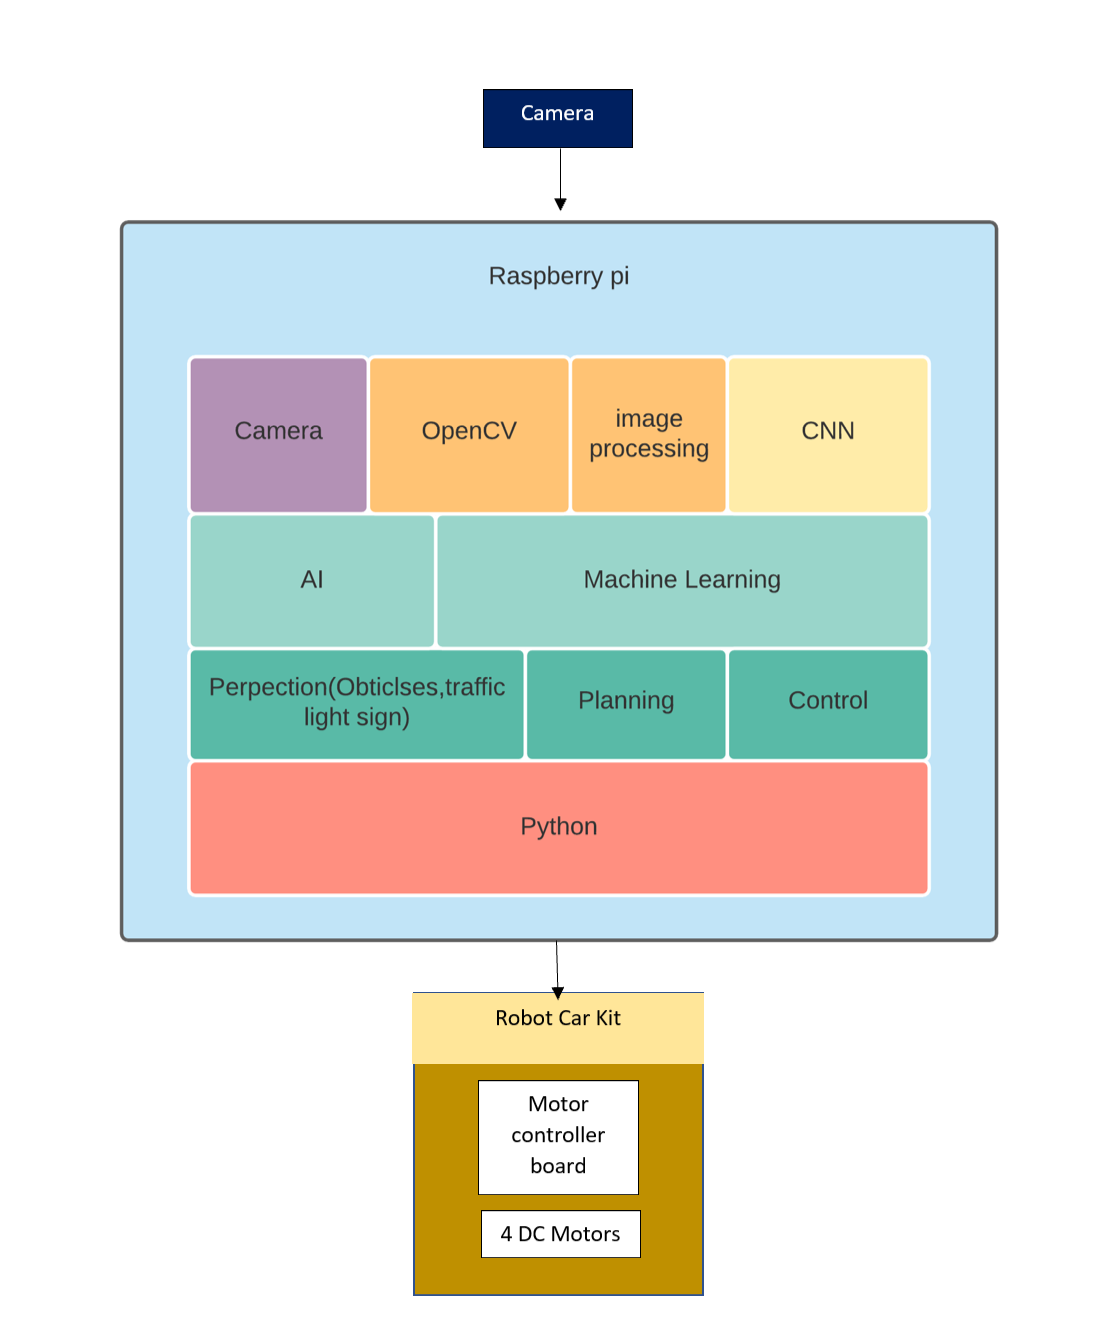 Camera
Raspberry pi
Camera
OpenCV
image
processing
CNN
AI
Machine Learning
Perpection(Obticlses,traffic
light sign)
Planning
Control
Python
Robot Car Kit
Motor
controller
board
4 DC Motors